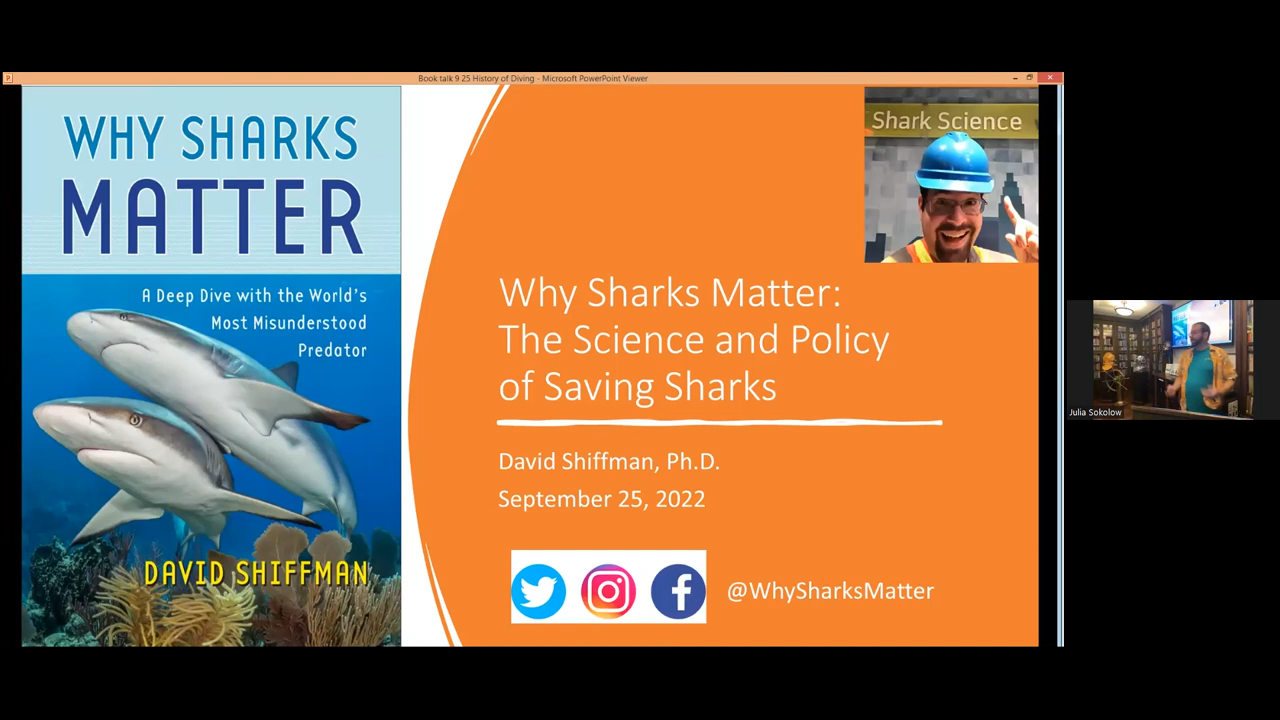 Book talk 9 25 History of Diving - Microsoft PowerPoint Viewer
WHY SHARKS
MATTER
A Deep Dive with the World's
Most Misunderstood
Predator
DAVID SHIFFMAN
Shark Science
Why Sharks Matter:
The Science and Policy
of Saving Sharks
David Shiffman, Ph.D.
September 25, 2022
@WhySharksMatter
Julia Sokolow